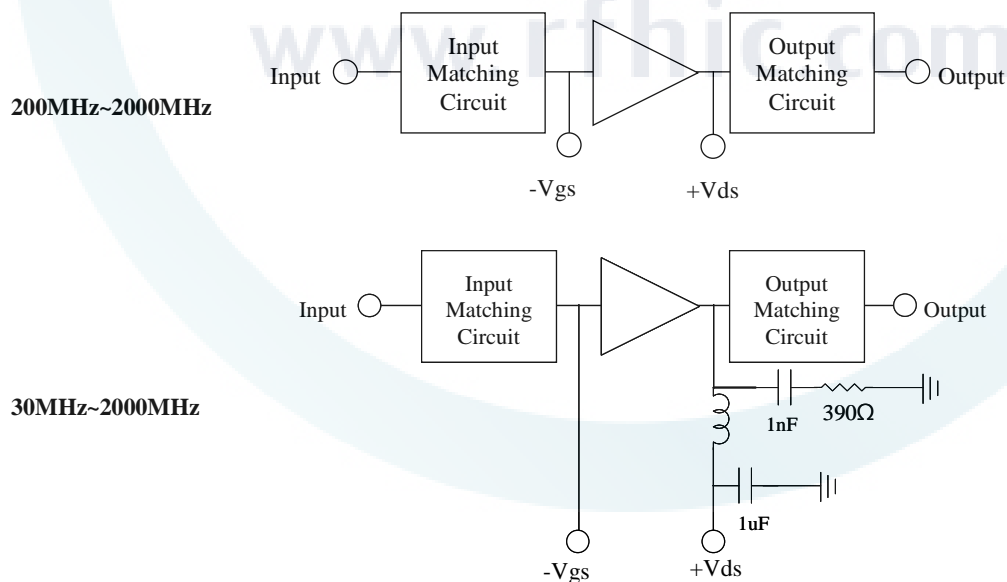 www.rfhic.com
Input
Input
Matching
Circuit
Output
Matching
Circuit
Output
200MHz~2000MHz
-Vgs
+Vds
Input
Input
Matching
Circuit
Output
Matching
Circuit
Output
30MHz~2000MHz
1nF
390Ω
1uF
-Vgs
+Vds